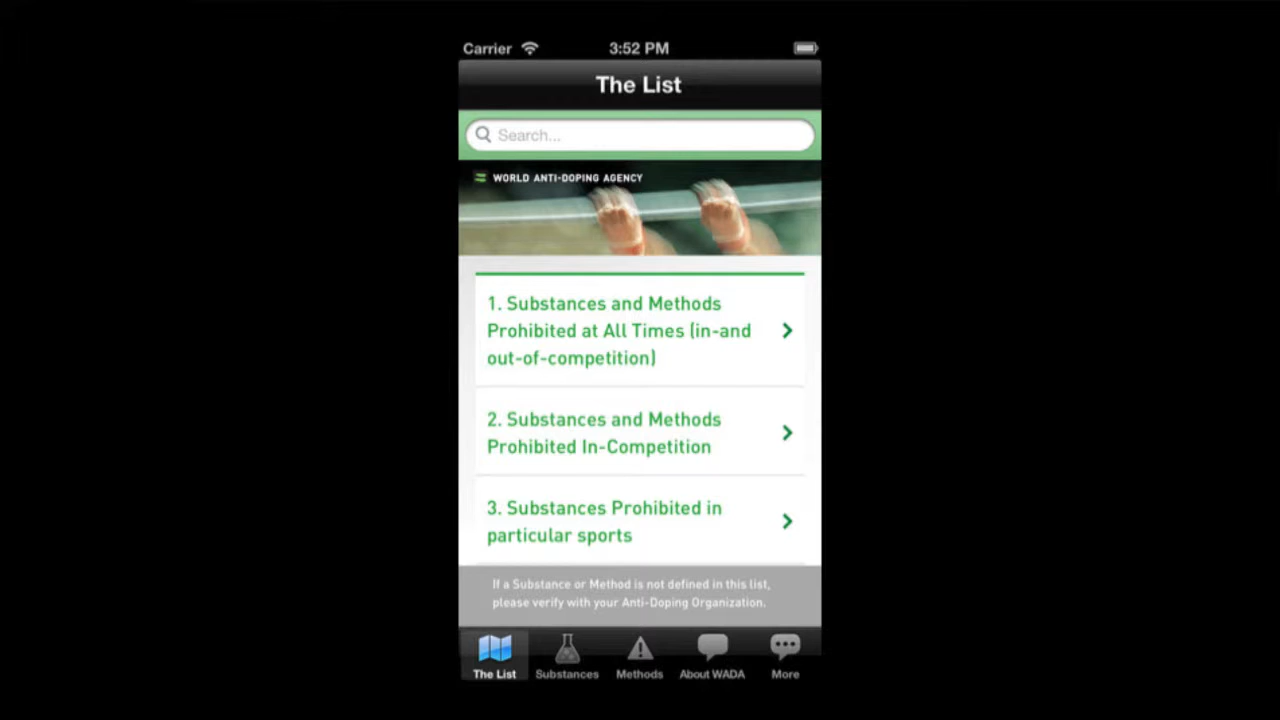 Carrier 3:52 PM
The List
Search...
WORLD ANTI-DOPING AGENCY
1. Substances and Methods
Prohibited at All Times (in-and
out-of-competition)
2. Substances and Methods
Prohibited In-Competition
3. Substances Prohibited in
particular sports
If a Substance or Method is not defined in this list,
please verify with your Anti-Doping Organization.
The List Substances Methods About WADA More